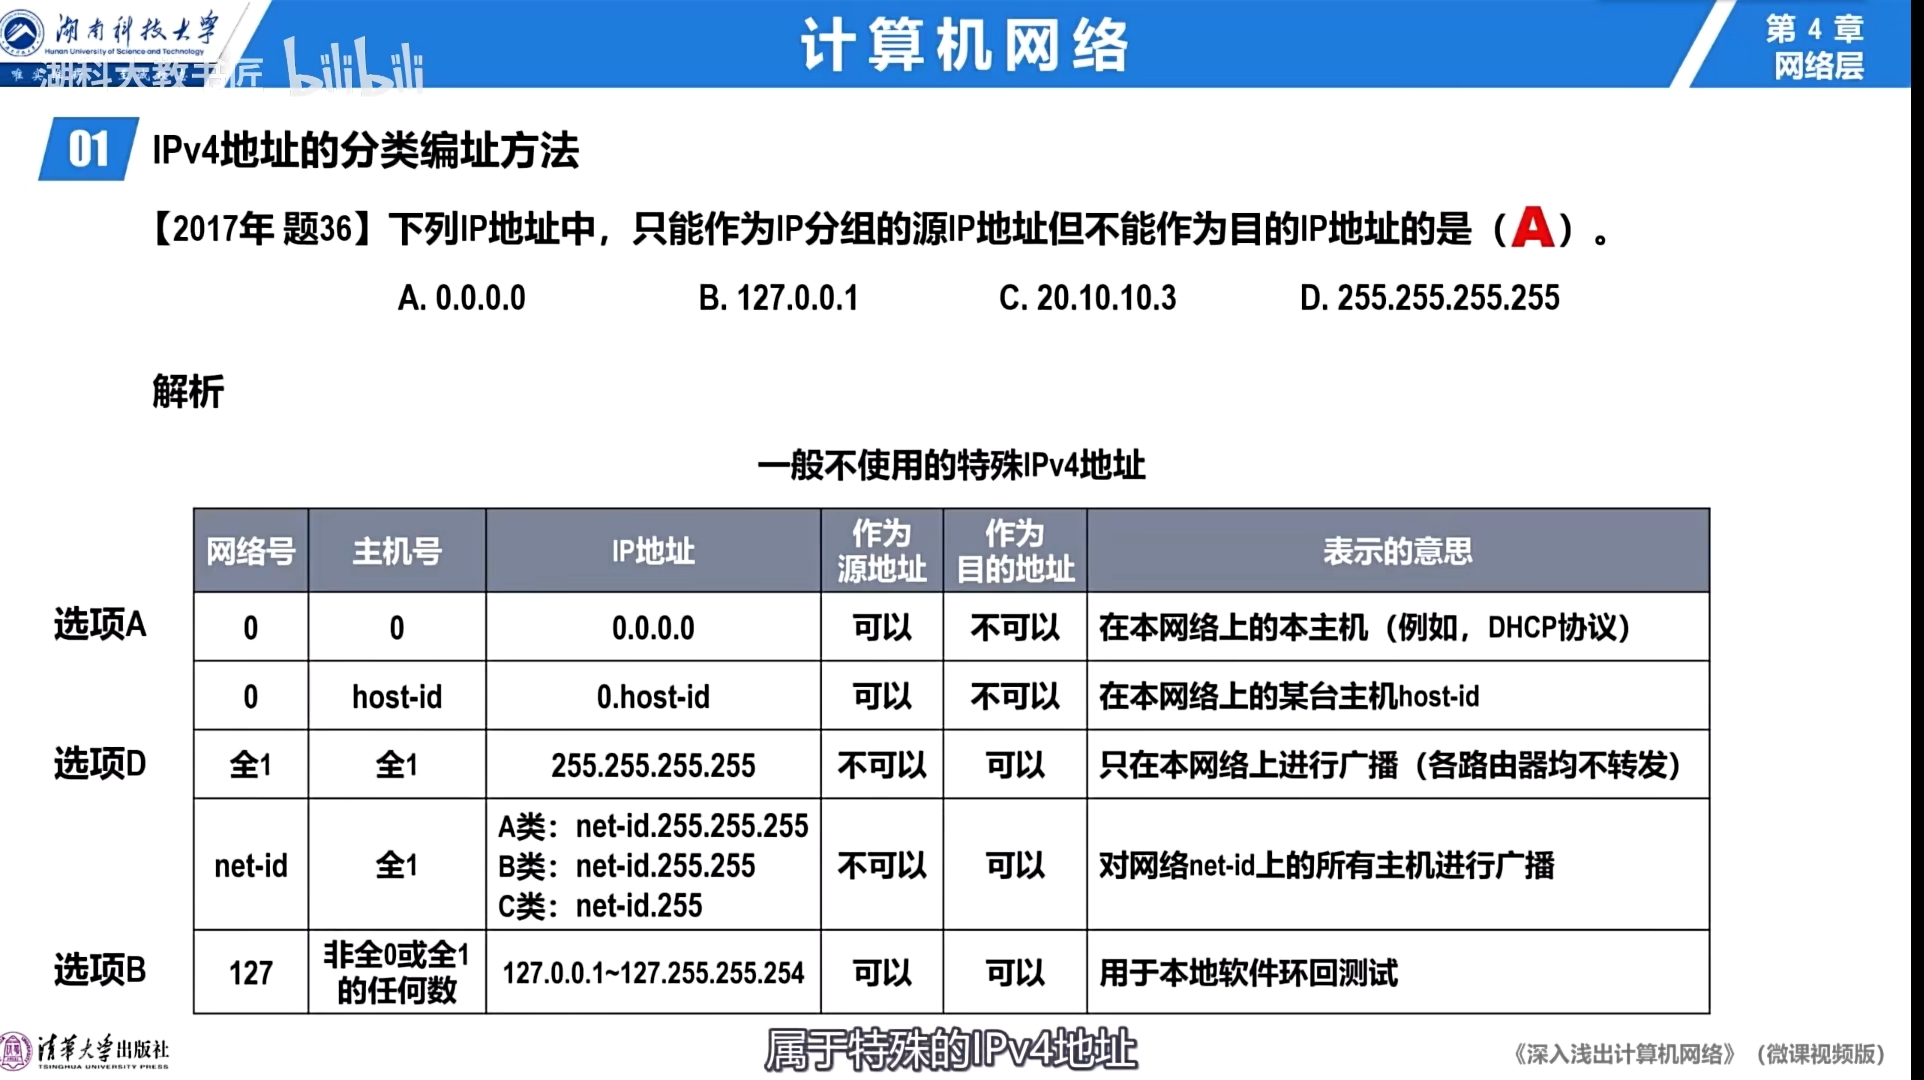 湖南科技大学
Hunan University of Science and Technology
湖科大教书匠 bilibili
计算机网络
第 4 章
网络层
01 IPv4地址的分类编址方法
【2017年 题36】下列IP地址中，只能作为IP分组的源IP地址但不能作为目的IP地址的是（A）。
A. 0.0.0.0 B. 127.0.0.1 C. 20.10.10.3 D. 255.255.255.255
解析
一般不使用的特殊IPv4地址
网络号 主机号 IP地址 作为源地址 作为目的地址 表示的意思
选项A 0 0 0.0.0.0 可以 不可以 在本网络上的本主机（例如，DHCP协议）
0 host-id 0.host-id 可以 不可以 在本网络上的某台主机host-id
选项D 全1 全1 255.255.255.255 不可以 可以 只在本网络上进行广播（各路由器均不转发）
net-id 全1 A类：net-id.255.255.255
B类：net-id.255.255
C类：net-id.255
不可以 可以 对网络net-id上的所有主机进行广播
选项B 127 非全0或全1的任何数 127.0.0.1~127.255.255.254 可以 可以 用于本地软件环回测试
清华大学出版社
TSINGHUA UNIVERSITY PRESS
属于特殊的IPv4地址
《深入浅出计算机网络》（微课视频版）